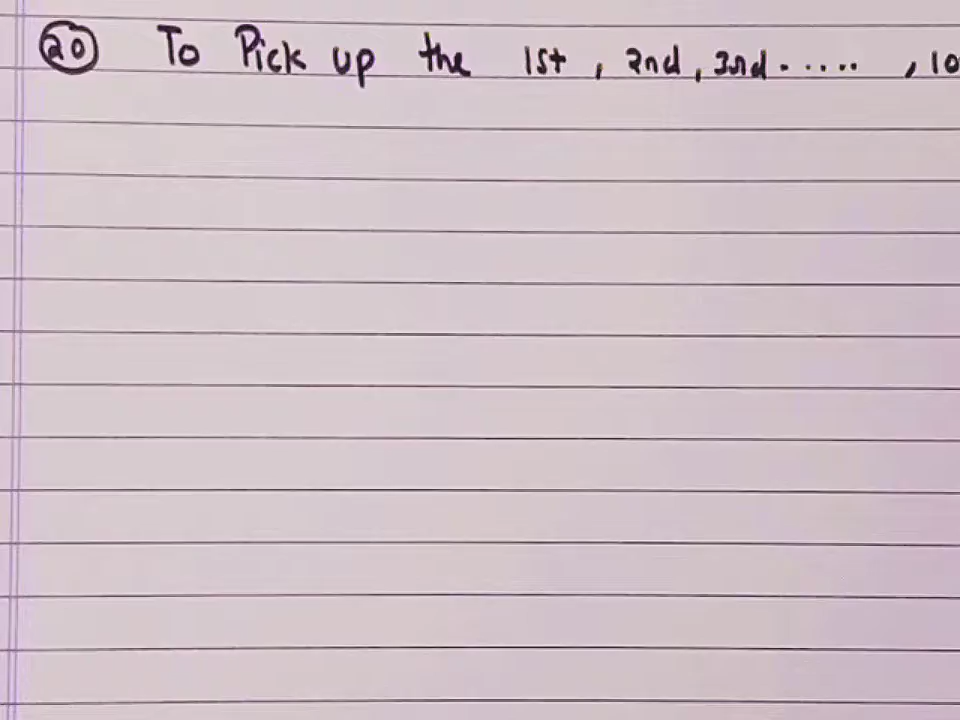 20 To Pick up the 1st, 2nd, 3rd ....., 10